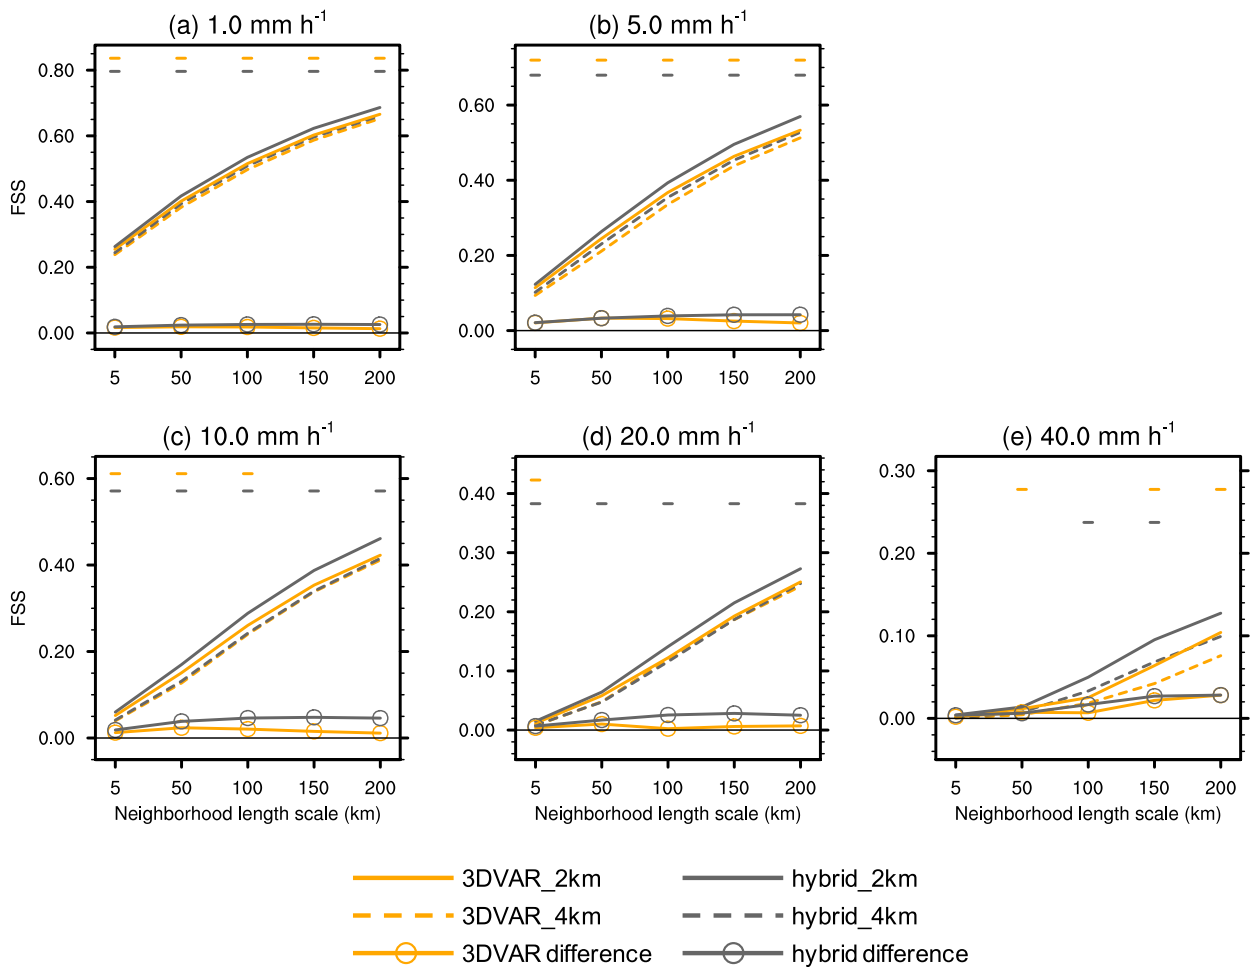 (a) 1.0 mm h⁻¹
(b) 5.0 mm h⁻¹
FSS
0.80
0.60
0.40
0.20
0.00
5 50 100 150 200
0.60
0.40
0.20
0.00
5 50 100 150 200
(c) 10.0 mm h⁻¹
(d) 20.0 mm h⁻¹
(e) 40.0 mm h⁻¹
FSS
0.60
0.40
0.20
0.00
5 50 100 150 200
Neighborhood length scale (km)
0.40
0.30
0.20
0.10
0.00
5 50 100 150 200
Neighborhood length scale (km)
0.30
0.20
0.10
0.00
5 50 100 150 200
Neighborhood length scale (km)
3DVAR_2km
hybrid_2km
3DVAR_4km
hybrid_4km
3DVAR difference
hybrid difference